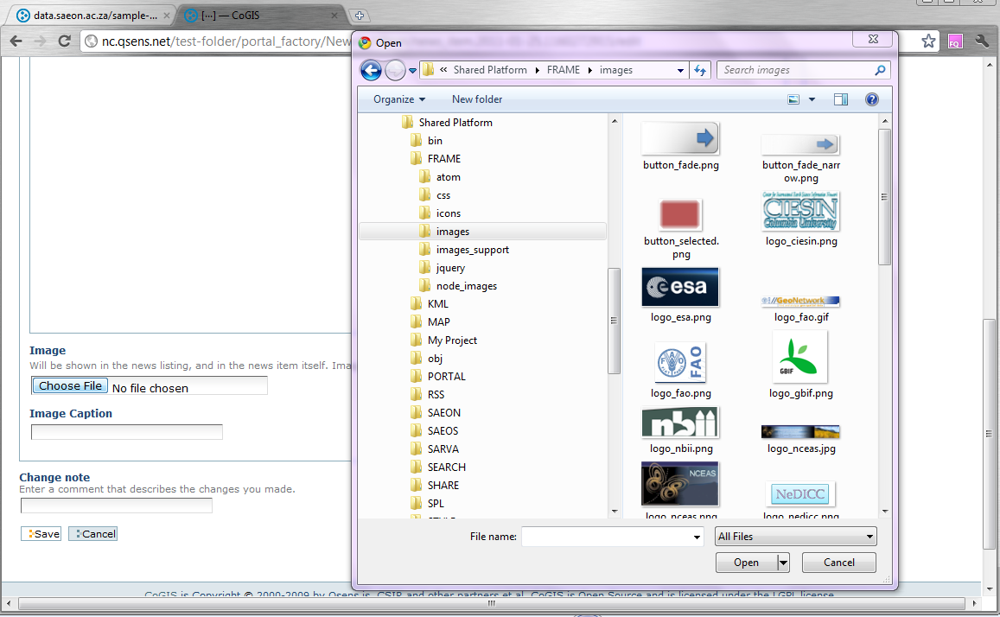 data.saeon.ac.za/sample-...
[...] — CoGIS
nc.qsens.net/test-folder/portal_factory/New
FQ
Open
« Shared Platform FRAME images
Search images
Organize
New folder
Shared Platform
bin
FRAME
atom
css
icons
images
images_support
jquery
node_images
KML
MAP
My Project
obj
PORTAL
RSS
SAEON
SAEOS
SARVA
SEARCH
SHARE
SPL
button_fade.png
button_fade_narr
ow.png
button_selected.
png
CIESIN
Columbia University
logo_ciesin.png
esa
logo_esa.png
GeoNetwork
logo_fao.gif
FAO
logo_fao.png
GBIF
logo_gbif.png
nbii
logo_nbii.png
logo_nceas.jpg
NCEAS
logo_nceas.png
NeDICC
logo_nedicc.png
File name:
All Files
Open
Cancel
Image
Will be shown in the news listing, and in the news item itself. Ima
Choose File No file chosen
Image Caption
Change note
Enter a comment that describes the changes you made.
Save
Cancel
CoGIS is Copyright © 2000-2009 by Qsens is, CSIR and other partners et al. CoGIS is Open Source and is licensed under the LGPL license